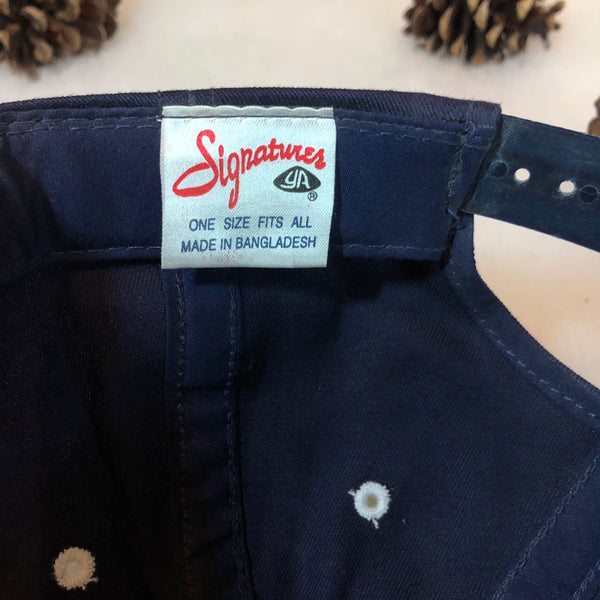 Signatures
YA
®
ONE SIZE FITS ALL
MADE IN BANGLADESH